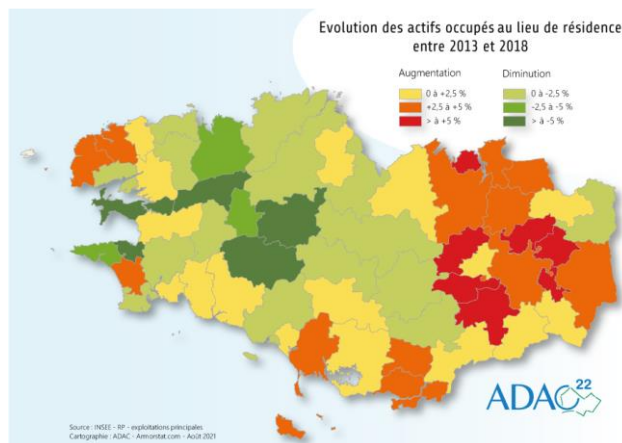 Evolution des actifs occupés au lieu de résidence
entre 2013 et 2018
Augmentation
0 à +2,5 %
+2,5 à +5 %
> à +5 %
Diminution
0 à -2,5 %
-2,5 à -5 %
> à -5 %
ADAC 22
Source : INSEE - RP - exploitations principales
Cartographie : ADAC - Armorstat.com - Août 2021